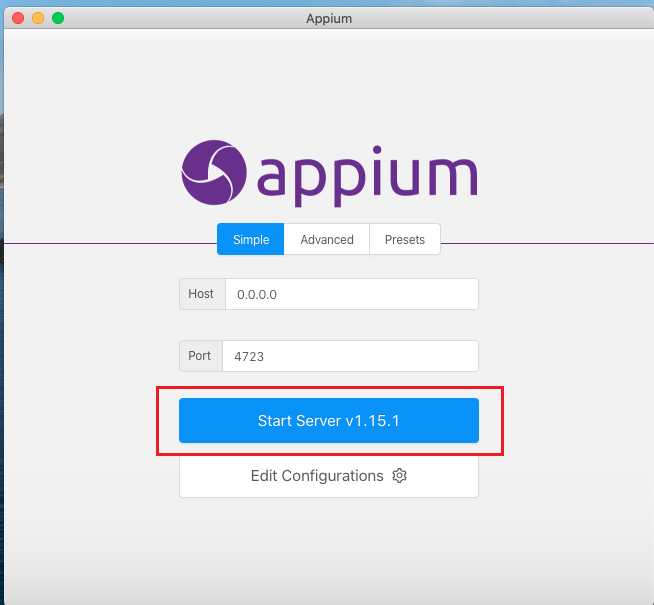 Appium
appium
Simple Advanced Presets
Host 0.0.0.0
Port 4723
Start Server v1.15.1
Edit Configurations